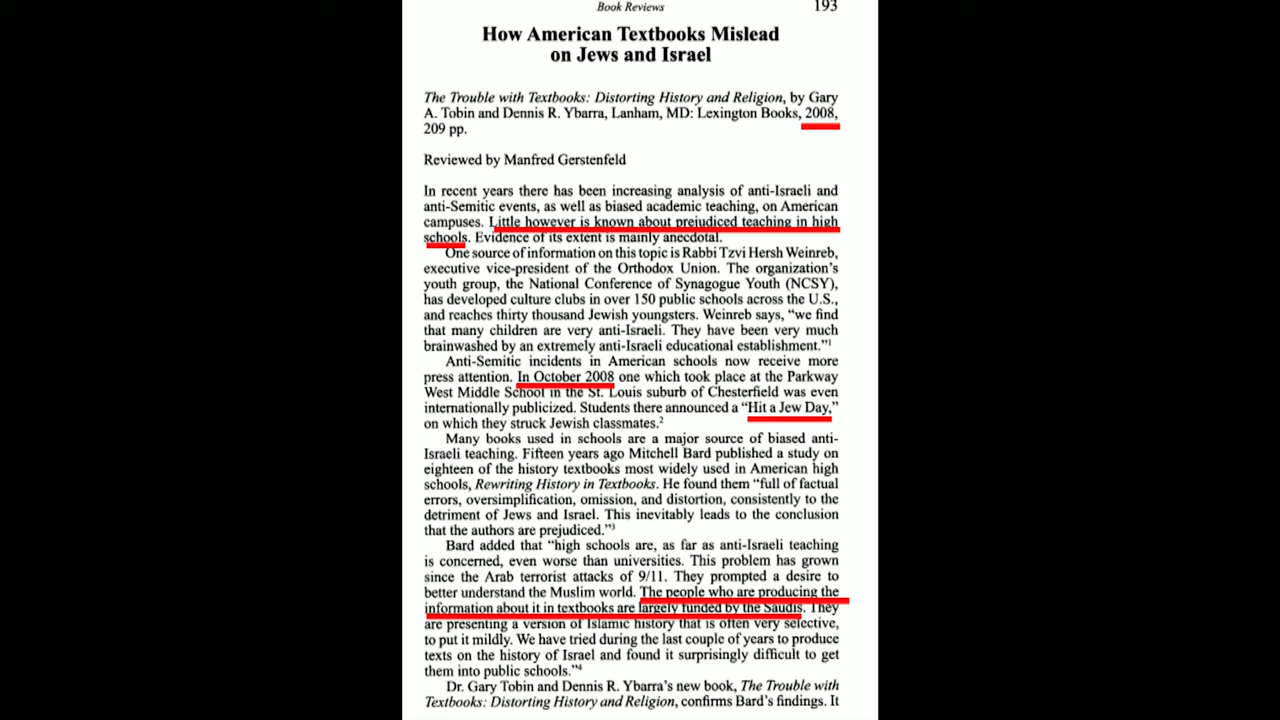 Book Reviews
193
How American Textbooks Mislead
on Jews and Israel
The Trouble with Textbooks: Distorting History and Religion, by Gary
A. Tobin and Dennis R. Ybarra, Lanham, MD: Lexington Books, 2008,
209 pp.
Reviewed by Manfred Gerstenfeld
In recent years there has been increasing analysis of anti-Israeli and
anti-Semitic events, as well as biased academic teaching, on American
campuses. Little however is known about prejudiced teaching in high
schools. Evidence of its extent is mainly anecdotal.
One source of information on this topic is Rabbi Tzvi Hersh Weinreb,
executive vice-president of the Orthodox Union. The organization's
youth group, the National Conference of Synagogue Youth (NCSY),
has developed culture clubs in over 150 public schools across the U.S.,
and reaches thirty thousand Jewish youngsters. Weinreb says, “we find
that many children are very anti-Israeli. They have been very much
brainwashed by an extremely anti-Israeli educational establishment.”1
Anti-Semitic incidents in American schools now receive more
press attention. In October 2008 one which took place at the Parkway
West Middle School in the St. Louis suburb of Chesterfield was even
internationally publicized. Students there announced a “Hit a Jew Day,”
on which they struck Jewish classmates.2
Many books used in schools are a major source of biased anti-
Israeli teaching. Fifteen years ago Mitchell Bard published a study on
eighteen of the history textbooks most widely used in American high
schools, Rewriting History in Textbooks. He found them “full of factual
errors, oversimplification, omission, and distortion, consistently to the
detriment of Jews and Israel. This inevitably leads to the conclusion
that the authors are prejudiced.”3
Bard added that “high schools are, as far as anti-Israeli teaching
is concerned, even worse than universities. This problem has grown
since the Arab terrorist attacks of 9/11. They prompted a desire to
better understand the Muslim world. The people who are producing the
information about it in textbooks are largely funded by the Saudis. They
are presenting a version of Islamic history that is often very selective,
to put it mildly. We have tried during the last couple of years to produce
texts on the history of Israel and found it surprisingly difficult to get
them into public schools.”4
Dr. Gary Tobin and Dennis R. Ybarra's new book, The Trouble with
Textbooks: Distorting History and Religion, confirms Bard's findings. It